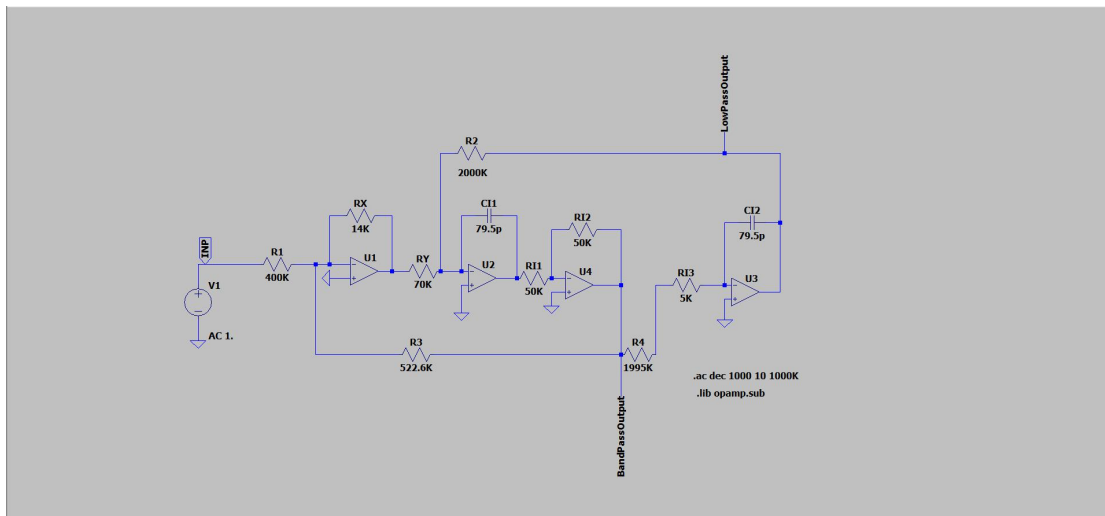 LowPassOutput
R2
2000K
RX
14K
CI1
79.5p
RI2
50K
CI2
79.5p
INP
R1
400K
U1
RY
70K
U2
RI1
50K
U4
RI3
5K
U3
V1
AC 1.
R3
522.6K
R4
1995K
.ac dec 1000 10 1000K
.lib opamp.sub
BandPassOutput